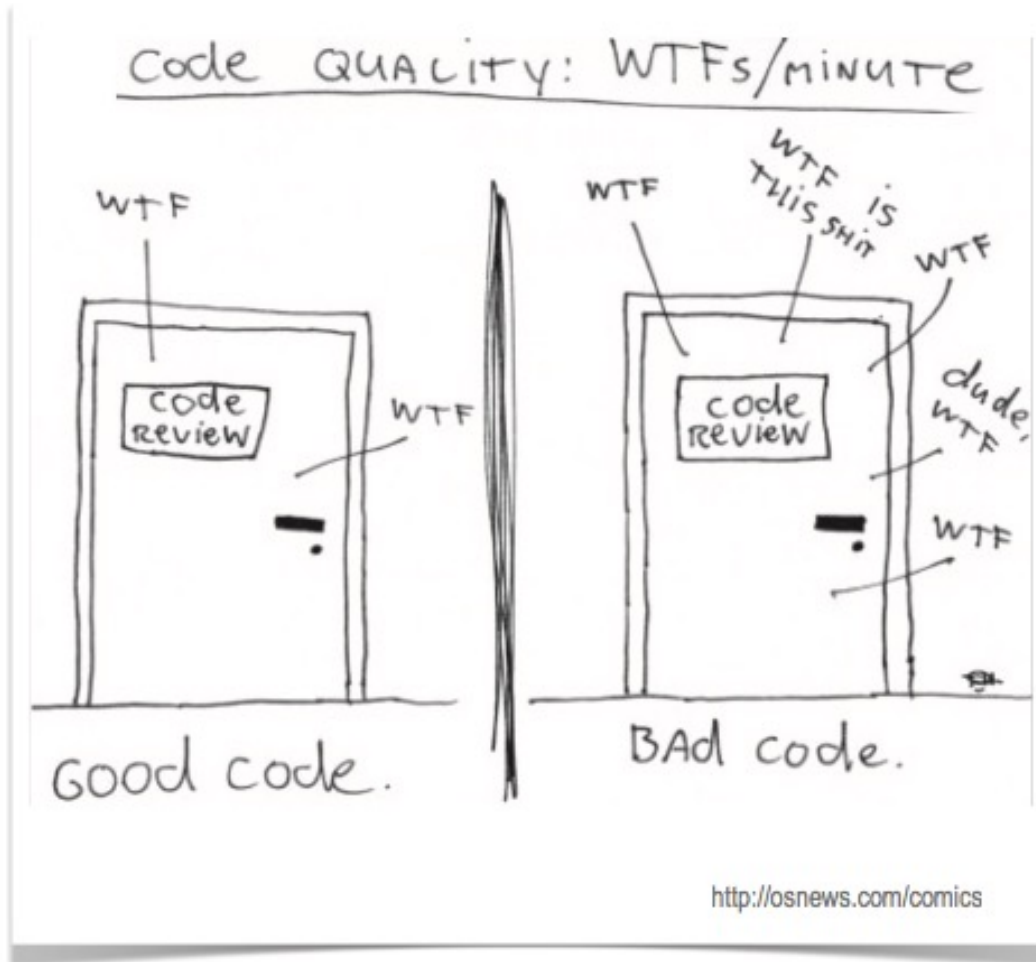 Code QUALITY: WTFs/MINUTE
WTF
code
REVIEW
WTF
GOOD code.
WTF
WTF is
THIS SHIT
WTF
code
REVIEW
dude,
WTF
WTF
BAd code.
http://osnews.com/comics